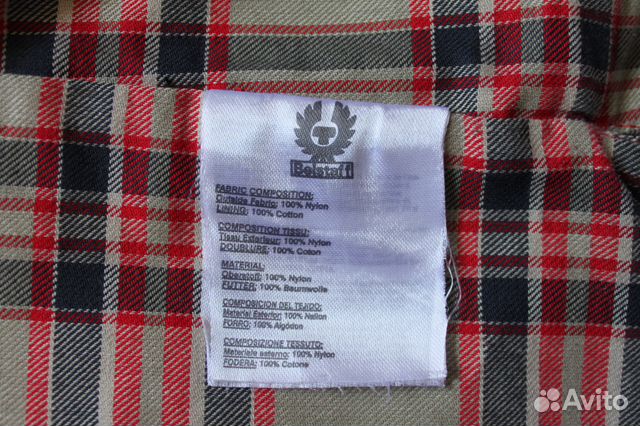 Belstaff
FABRIC COMPOSITION:
Outside Fabric: 100% Nylon
LINING: 100% Cotton
COMPOSITION TISSU:
Tissu Exterieur: 100% Nylon
DOUBLURE: 100% Coton
MATERIAL:
Oberstoff: 100% Nylon
FUTTER: 100% Baumwolle
COMPOSICION DEL TEJIDO:
Material Exterior: 100% Nailon
FORRO: 100% Algódon
COMPOSIZIONE TESSUTO:
Materiale esterno: 100% Nylon
FODERA: 100% Cotone
Avito